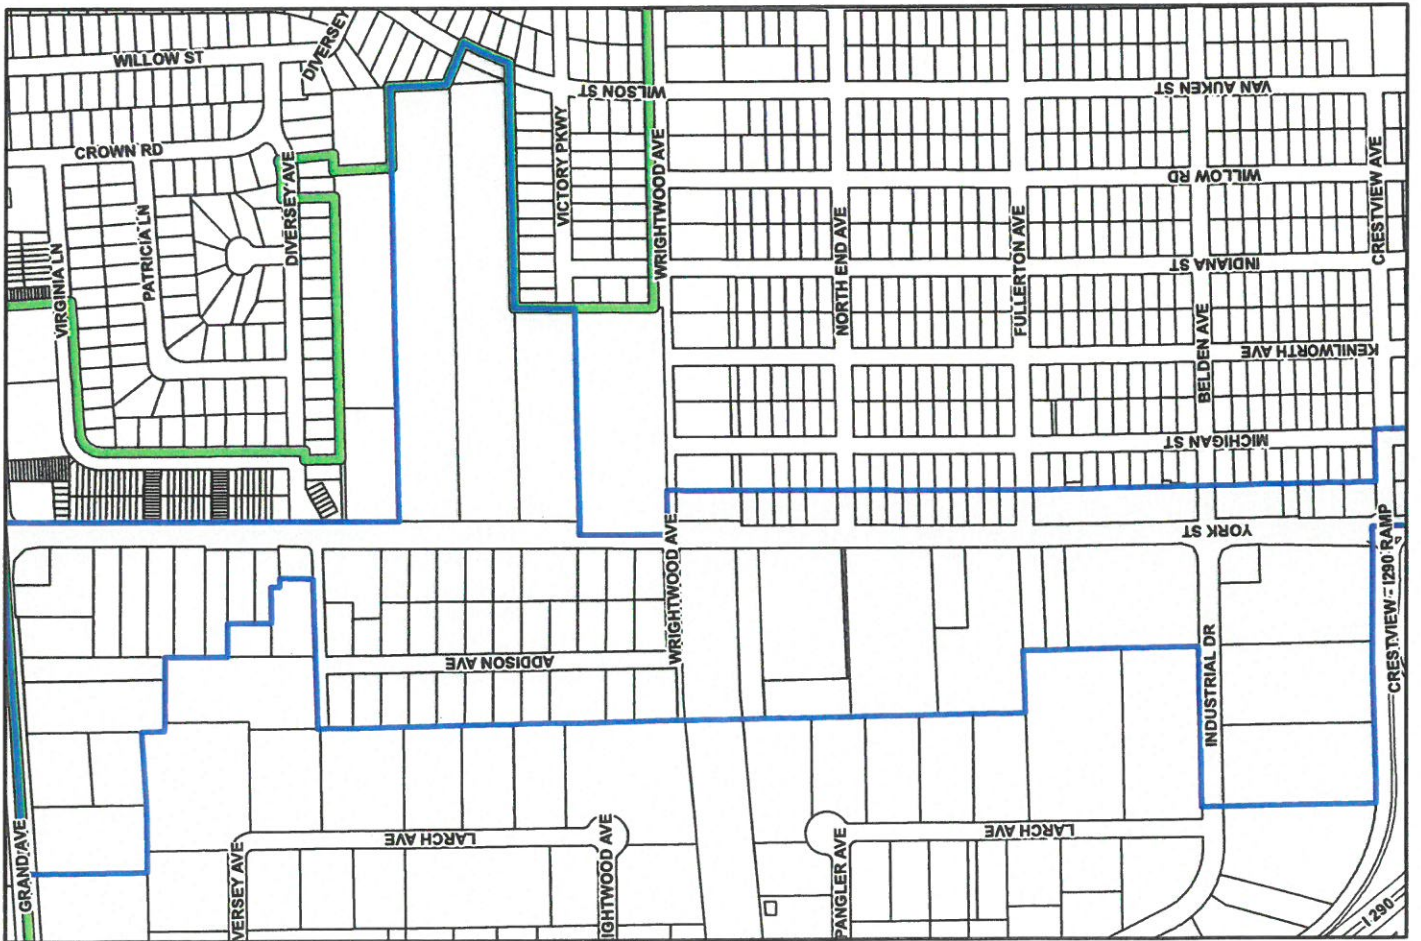 DIVERSEY
WILLOW ST
WILSON ST
VAN AUKEN ST
CROWN RD
VICTORY PKWY
WRIGHTWOOD AVE
CRESTVIEW AVE
WILLOW RD
DIVERSEY AVE
PATRICIA LN
VIRGINIA LN
NORTH END AVE
FULLERTON AVE
INDIANA ST
BELDEN AVE
KENILWORTH AVE
MICHIGAN ST
YORK ST
WRIGHTWOOD AVE
CRESTVIEW - I290 RAMP
ADDISON AVE
INDUSTRIAL DR
GRAND AVE
LARCH AVE
LARCH AVE
VERSEY AVE
IGHTWOOD AVE
PANGLER AVE
I 290